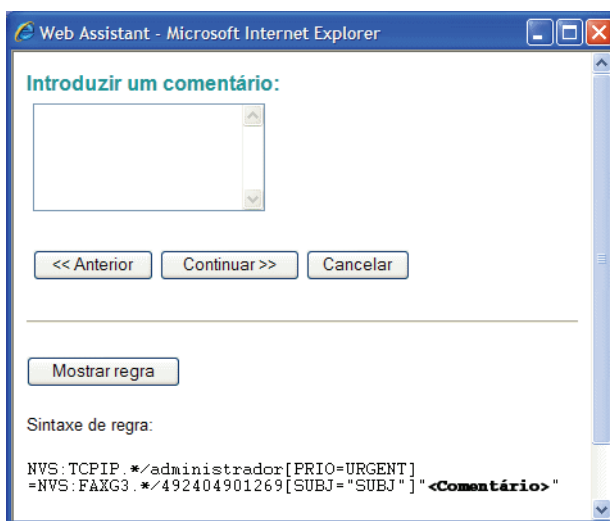 Web Assistant - Microsoft Internet Explorer
Introduzir um comentário:
<< Anterior
Continuar >>
Cancelar
Mostrar regra
Sintaxe de regra:
NVS:TCPIP.*/administrador[PRIO=URGENT]
=NVS:FAXG3.*/492404901269[SUBJ="SUBJ"]"<Comentário>"